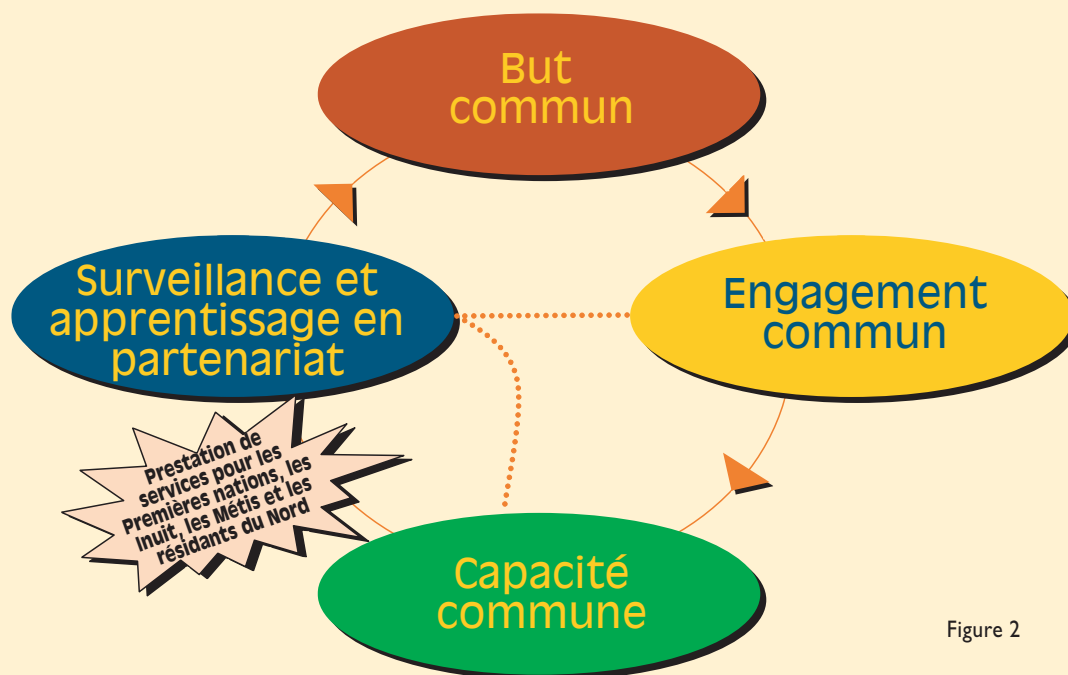 But
commun
Surveillance et
apprentissage en
partenariat
Engagement
commun
Prestation de
services pour les
Premières nations, les
Inuit, les Métis et les
résidants du Nord
Capacité
commune
Figure 2